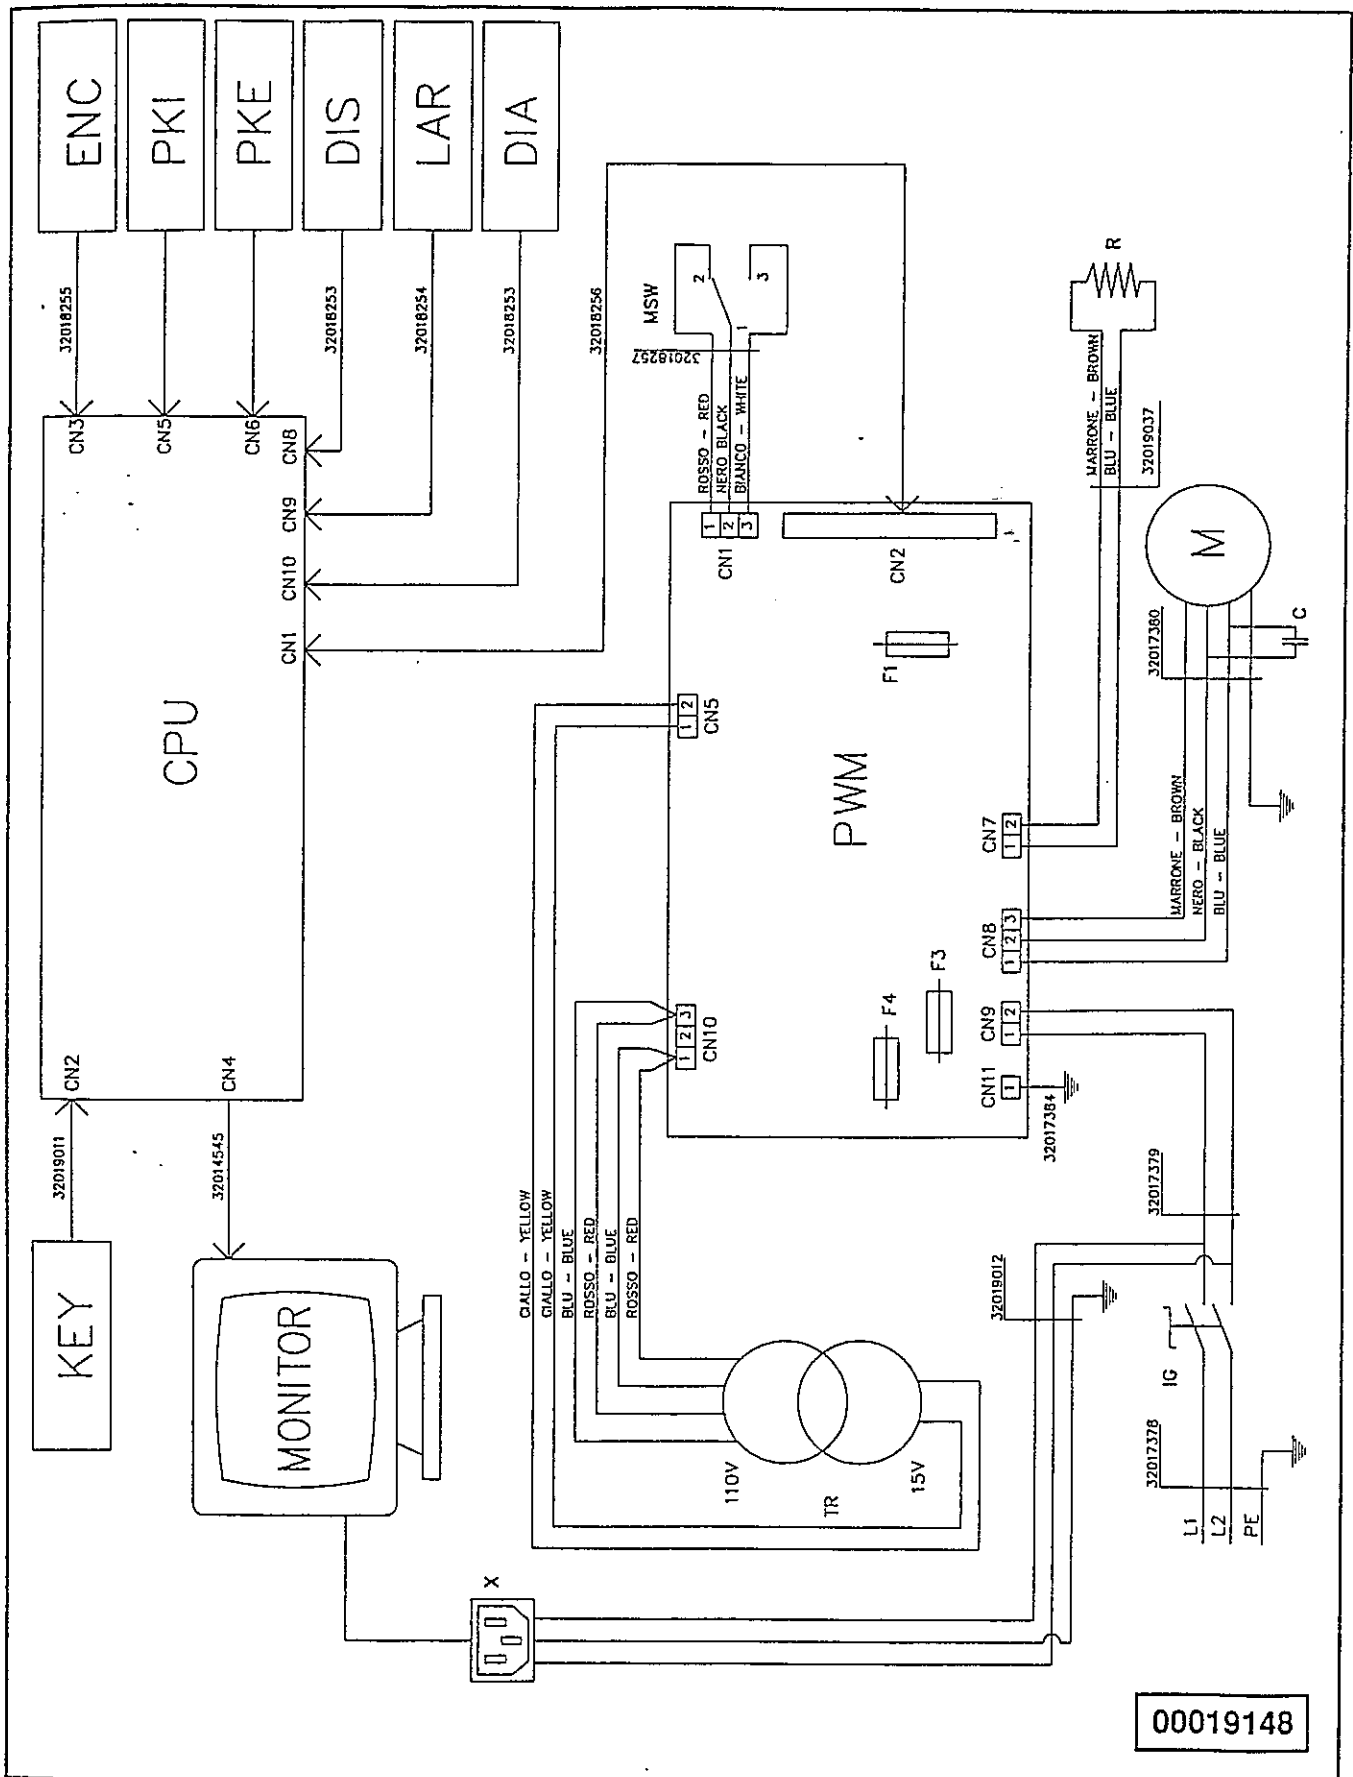 ENC
PKI
PKE
DIS
LAR
DIA
32018255
32018253
32018254
32018253
32018256
CN3
CN5
CN6
CN8
CN9
CN10
CN1
CPU
CN2
CN4
32019011
32014545
KEY
MONITOR
MSW
2
3
1
32018257
ROSSO - RED
NERO BLACK
BIANCO - WHITE
1
2
3
CN1
CN2
1
F1
PWM
1 2
CN5
1 2 3
CN10
F4
F3
CN7
1 2
CN8
1 2 3
CN9
1 2
CN11
1
32017384
R
MARRONE - BROWN
BLU - BLUE
32019037
M
32017380
C
MARRONE - BROWN
NERO - BLACK
BLU - BLUE
GIALLO - YELLOW
GIALLO - YELLOW
BLU - BLUE
ROSSO - RED
BLU - BLUE
ROSSO - RED
110V
TR
15V
32019012
32017379
IG
32017378
L1
L2
PE
X
00019148